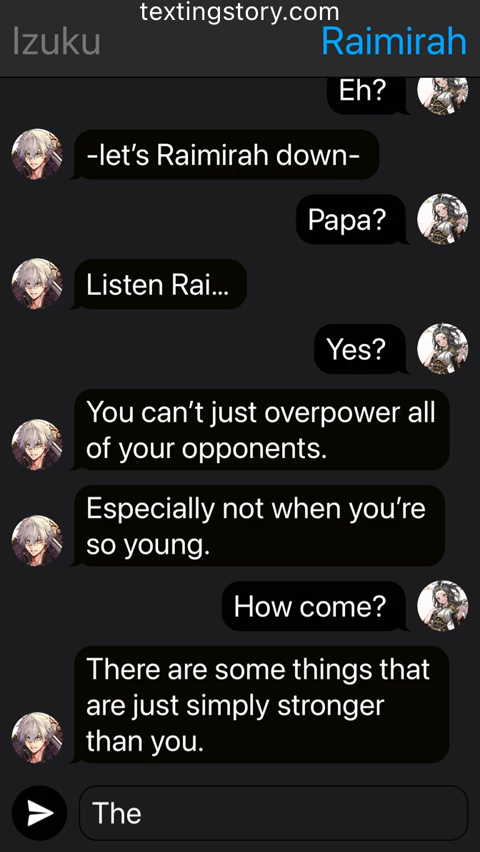 textingstory.com
Izuku
Raimirah
Eh?
-let’s Raimirah down-
Papa?
Listen Rai...
Yes?
You can’t just overpower all
of your opponents.
Especially not when you’re
so young.
How come?
There are some things that
are just simply stronger
than you.
The